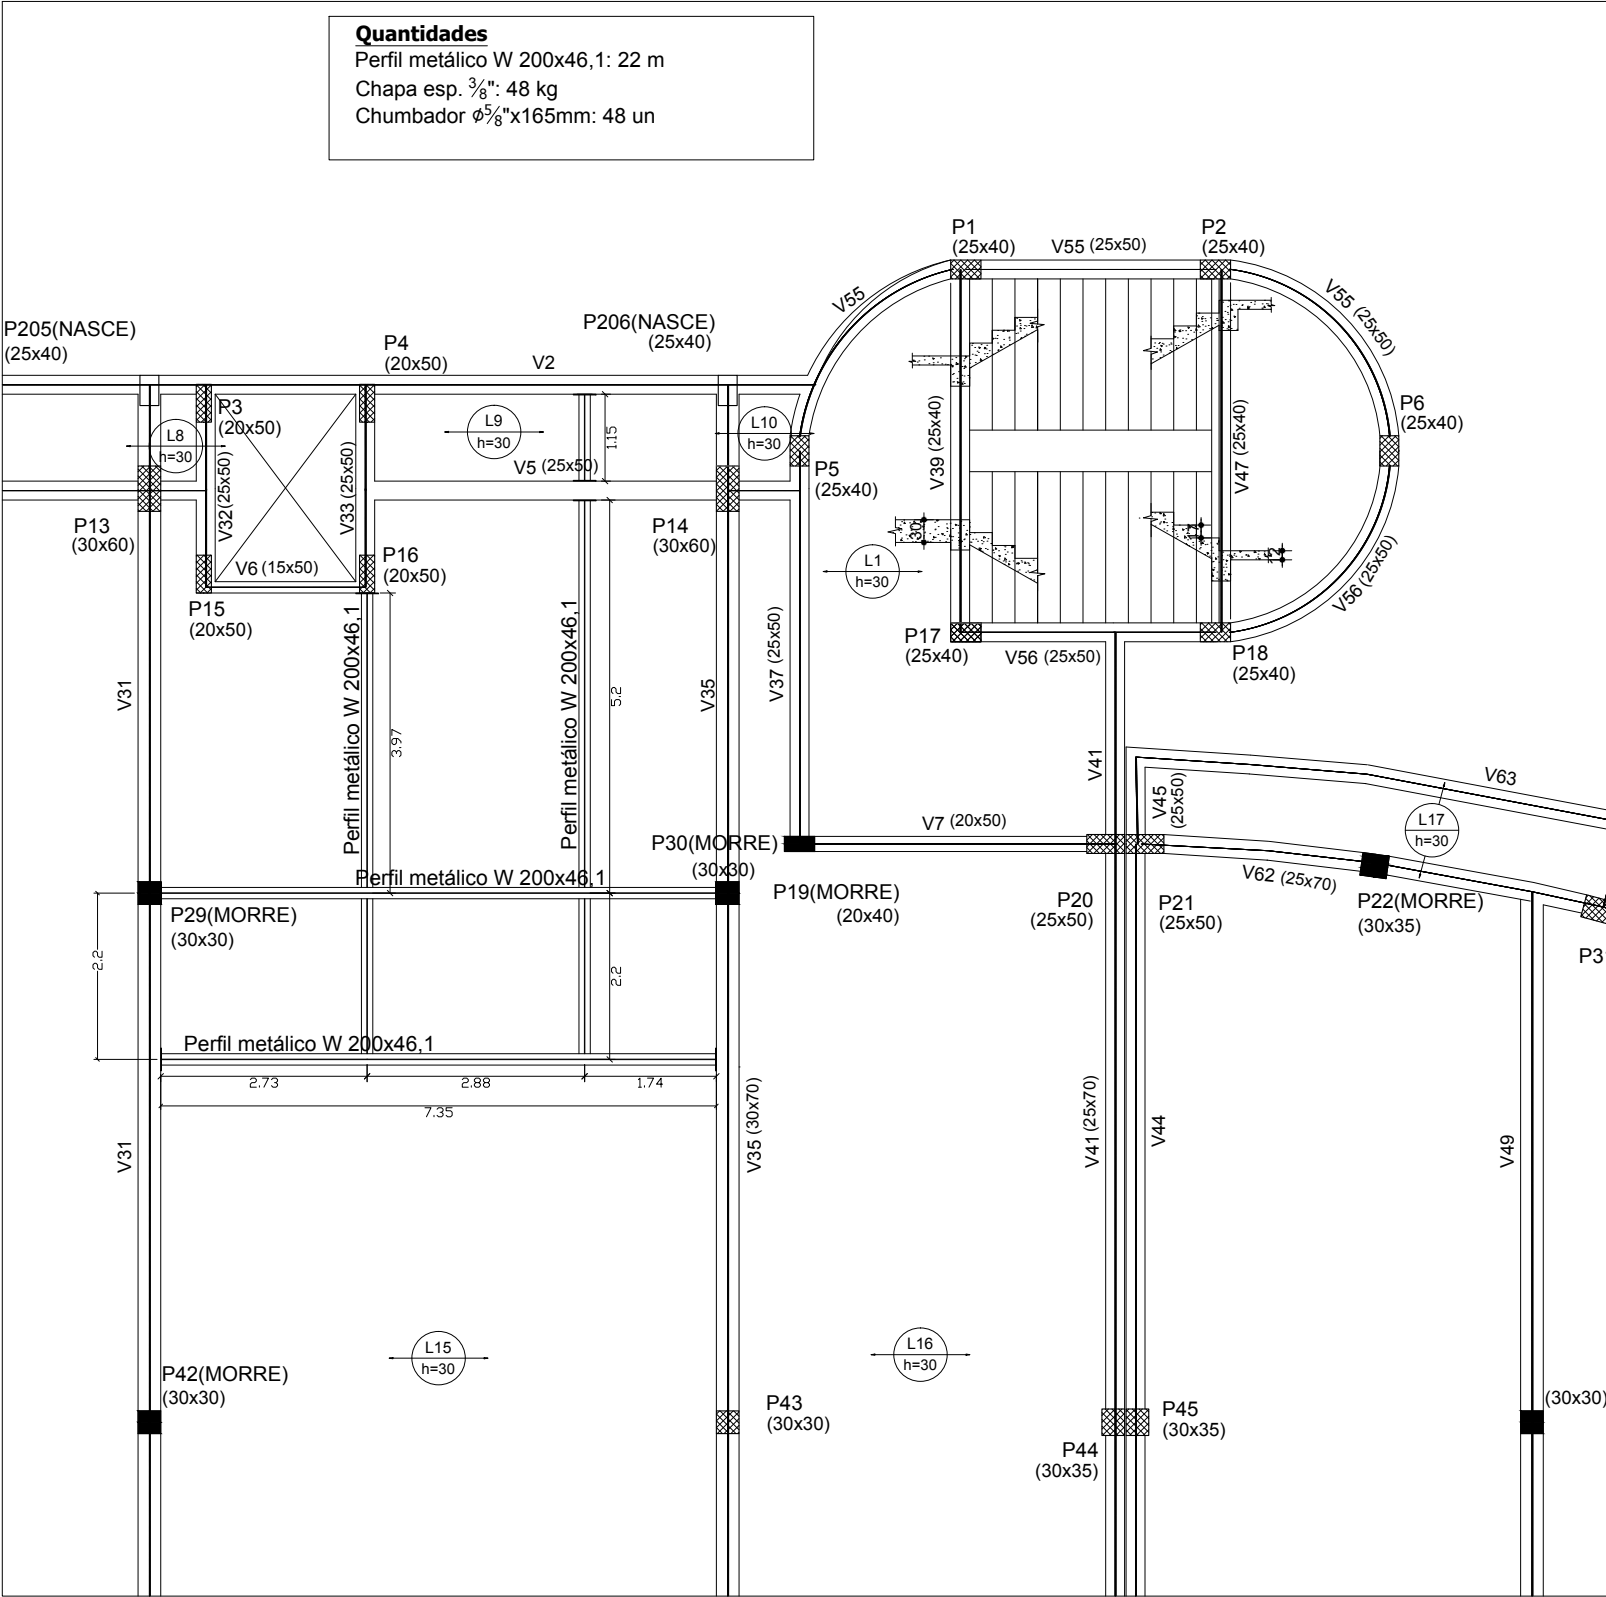 Quantidades
Perfil metálico W 200x46,1: 22 m
Chapa esp. 3/8": 48 kg
Chumbador ⌀5/8"x165mm: 48 un
P1
(25x40)
V55 (25x50)
P2
(25x40)
V55
V55 (25x50)
P205(NASCE)
(25x40)
P4
(20x50)
V2
P206(NASCE)
(25x40)
P3
(20x50)
L8
h=30
L9
h=30
1.15
L10
h=30
P6
(25x40)
V39 (25x40)
V47 (25x40)
V5 (25x50)
P5
(25x40)
V32(25x50)
V33 (25x50)
P13
(30x60)
P14
(30x60)
30
V6 (15x50)
P16
(20x50)
L1
h=30
V56 (25x50)
P15
(20x50)
P17
(25x40)
V56 (25x50)
P18
(25x40)
V31
Perfil metálico W 200x46,1
3.97
Perfil metálico W 200x46,1
5.2
V35
V37 (25x50)
V41
V45
(25x50)
V63
V7 (20x50)
L17
h=30
P30(MORRE)
(30x30)
Perfil metálico W 200x46,1
P19(MORRE)
(20x40)
P20
(25x50)
P21
(25x50)
V62 (25x70)
P22(MORRE)
(30x35)
P29(MORRE)
(30x30)
2.2
2.2
Perfil metálico W 200x46,1
2.73
2.88
1.74
7.35
V31
V35 (30x70)
V41 (25x70)
V44
V49
L15
h=30
L16
h=30
P42(MORRE)
(30x30)
P43
(30x30)
P45
(30x35)
P44
(30x35)
(30x30)